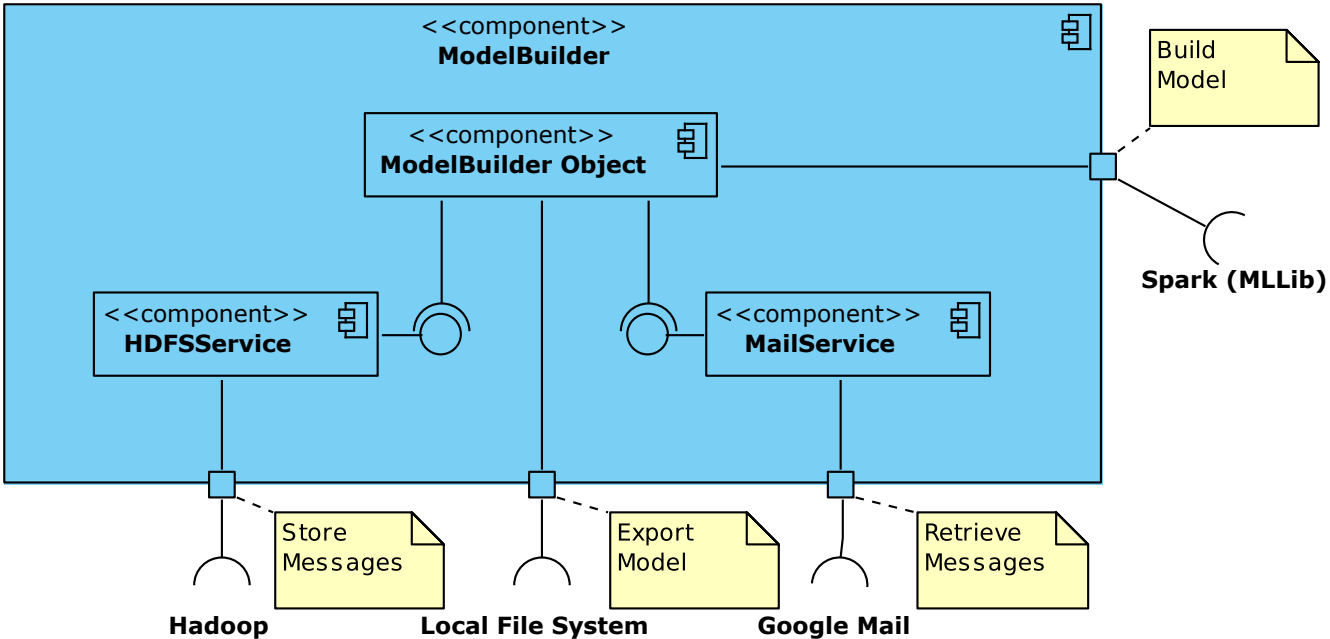 <<component>>
ModelBuilder
Build
Model
<<component>>
ModelBuilder Object
Spark (MLLib)
<<component>>
HDFSService
<<component>>
MailService
Store
Messages
Export
Model
Retrieve
Messages
Hadoop
Local File System
Google Mail